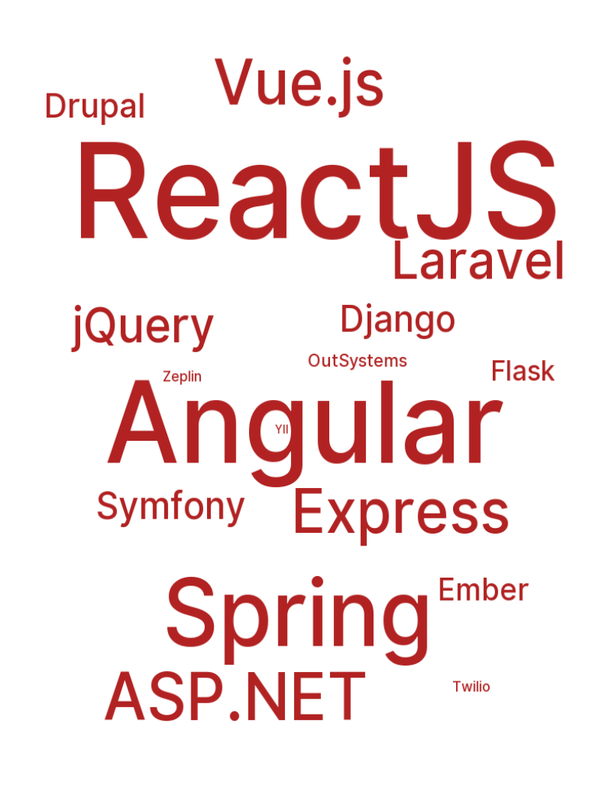 Vue.js
Drupal
ReactJS
Laravel
jQuery
Django
OutSystems
Flask
Zeplin
Angular
YII
Symfony
Express
Spring
Ember
ASP.NET
Twilio